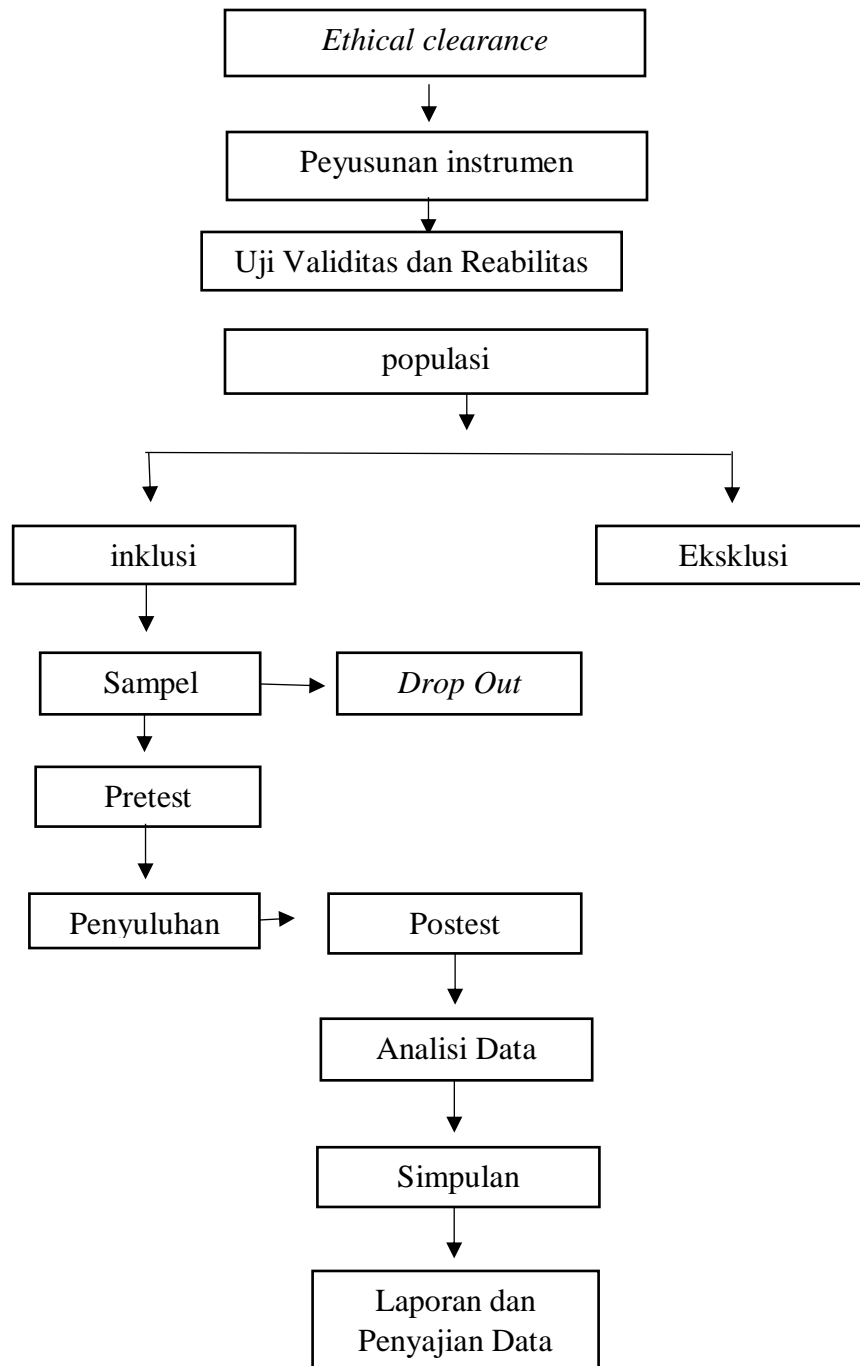 Ethical clearance
Peyusunan instrumen
Uji Validitas dan Reabilitas
populasi
inklusi
Eksklusi
Sampel
Drop Out
Pretest
Penyuluhan
Postest
Analisi Data
Simpulan
Laporan dan
Penyajian Data